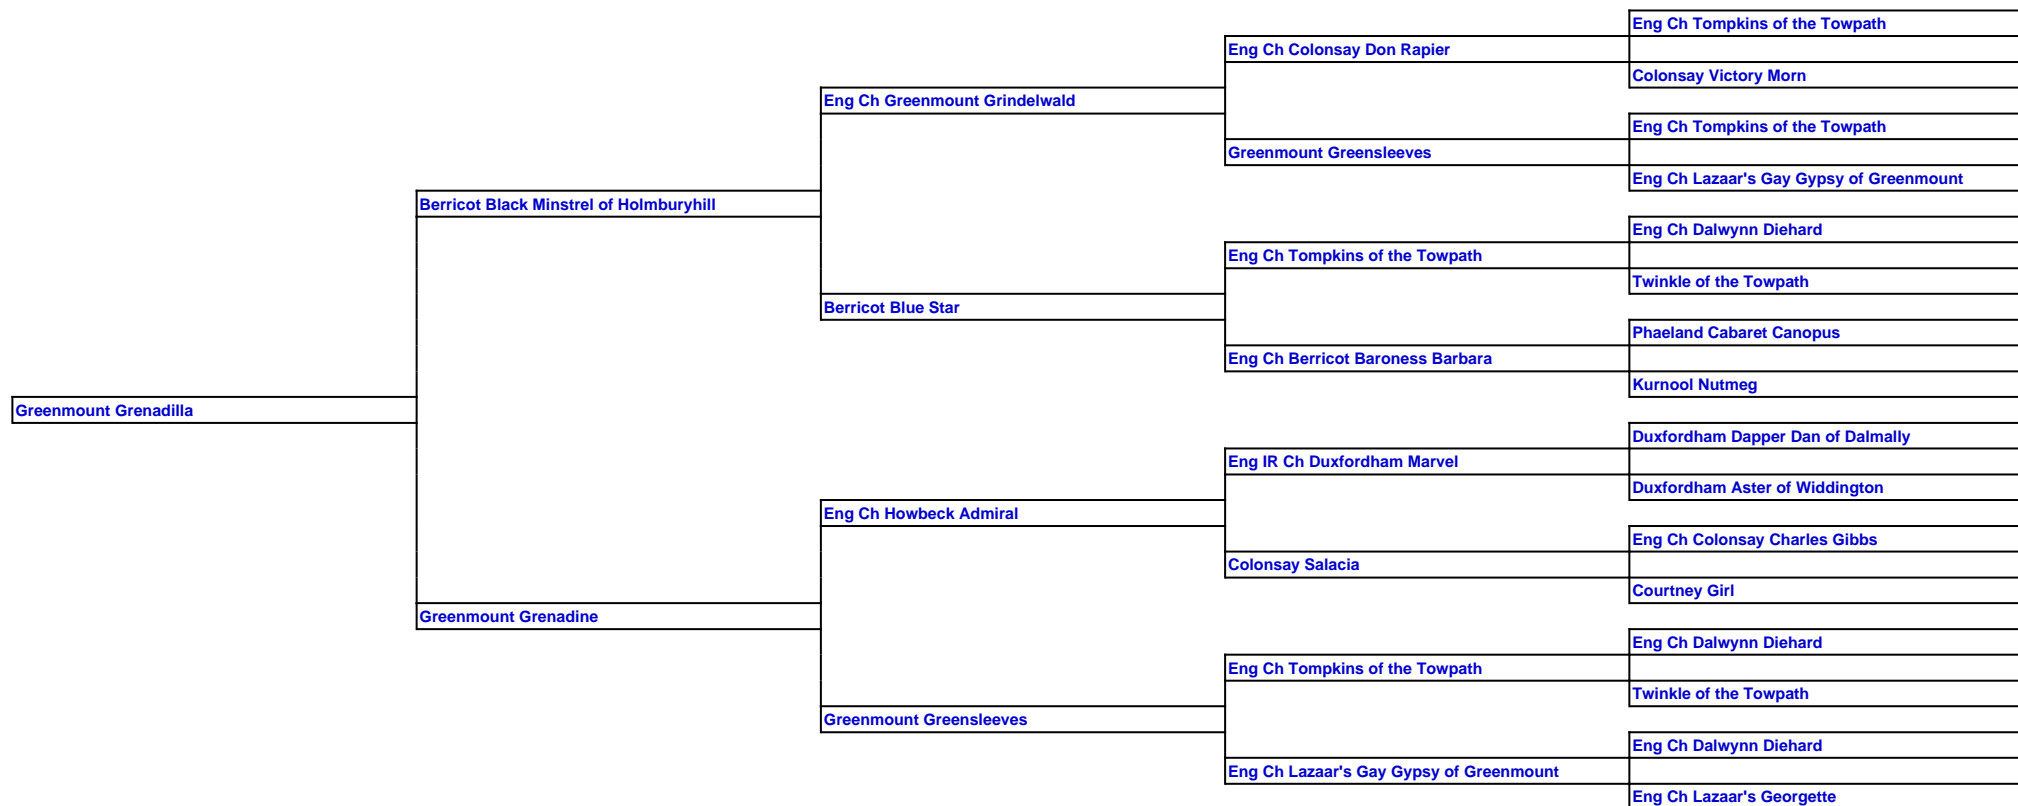 Eng Ch Tompkins of the Towpath
Eng Ch Colonsay Don Rapier
Colonsay Victory Morn
Eng Ch Greenmount Grindelwald
Eng Ch Tompkins of the Towpath
Greenmount Greensleeves
Eng Ch Lazaar's Gay Gypsy of Greenmount
Berricot Black Minstrel of Holmburyhill
Eng Ch Dalwynn Diehard
Eng Ch Tompkins of the Towpath
Twinkle of the Towpath
Berricot Blue Star
Phaeland Cabaret Canopus
Eng Ch Berricot Baroness Barbara
Kurnool Nutmeg
Greenmount Grenadilla
Duxfordham Dapper Dan of Dalmally
Eng IR Ch Duxfordham Marvel
Duxfordham Aster of Widdington
Eng Ch Howbeck Admiral
Eng Ch Colonsay Charles Gibbs
Colonsay Salacia
Courtney Girl
Greenmount Grenadine
Eng Ch Dalwynn Diehard
Eng Ch Tompkins of the Towpath
Twinkle of the Towpath
Greenmount Greensleeves
Eng Ch Dalwynn Diehard
Eng Ch Lazaar's Gay Gypsy of Greenmount
Eng Ch Lazaar's Georgette